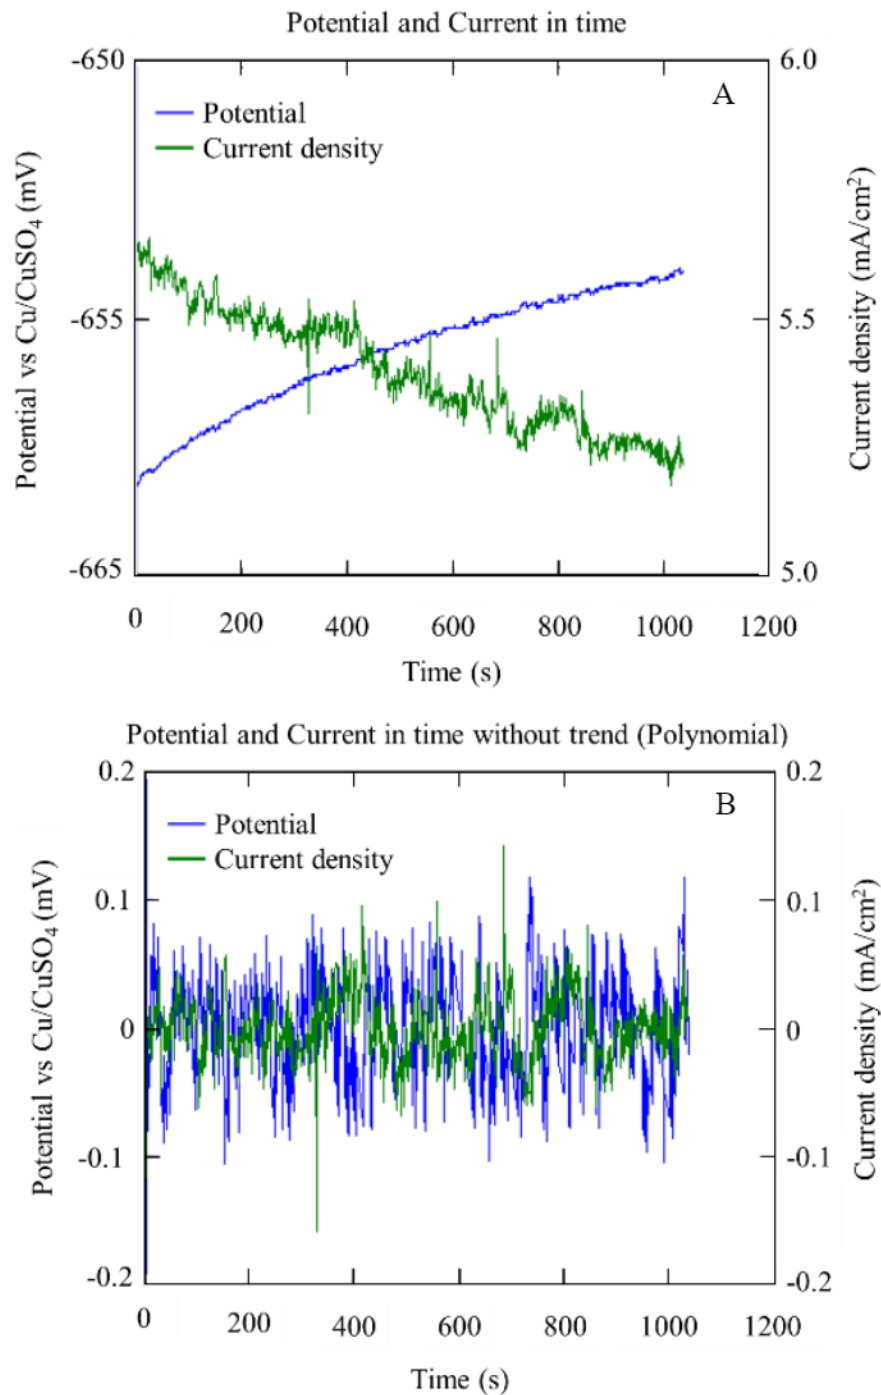 Potential and Current in time
-650
6.0
A
Potential
Current density
-655
5.5
Potential vs Cu/CuSO4 (mV)
Current density (mA/cm2)
-665
5.0
0 200 400 600 800 1000 1200
Time (s)
Potential and Current in time without trend (Polynomial)
0.2
0.2
B
Potential
Current density
0.1
0.1
Potential vs Cu/CuSO4 (mV)
0
0
Current density (mA/cm2)
-0.1
-0.1
-0.2
-0.2
0 200 400 600 800 1000 1200
Time (s)